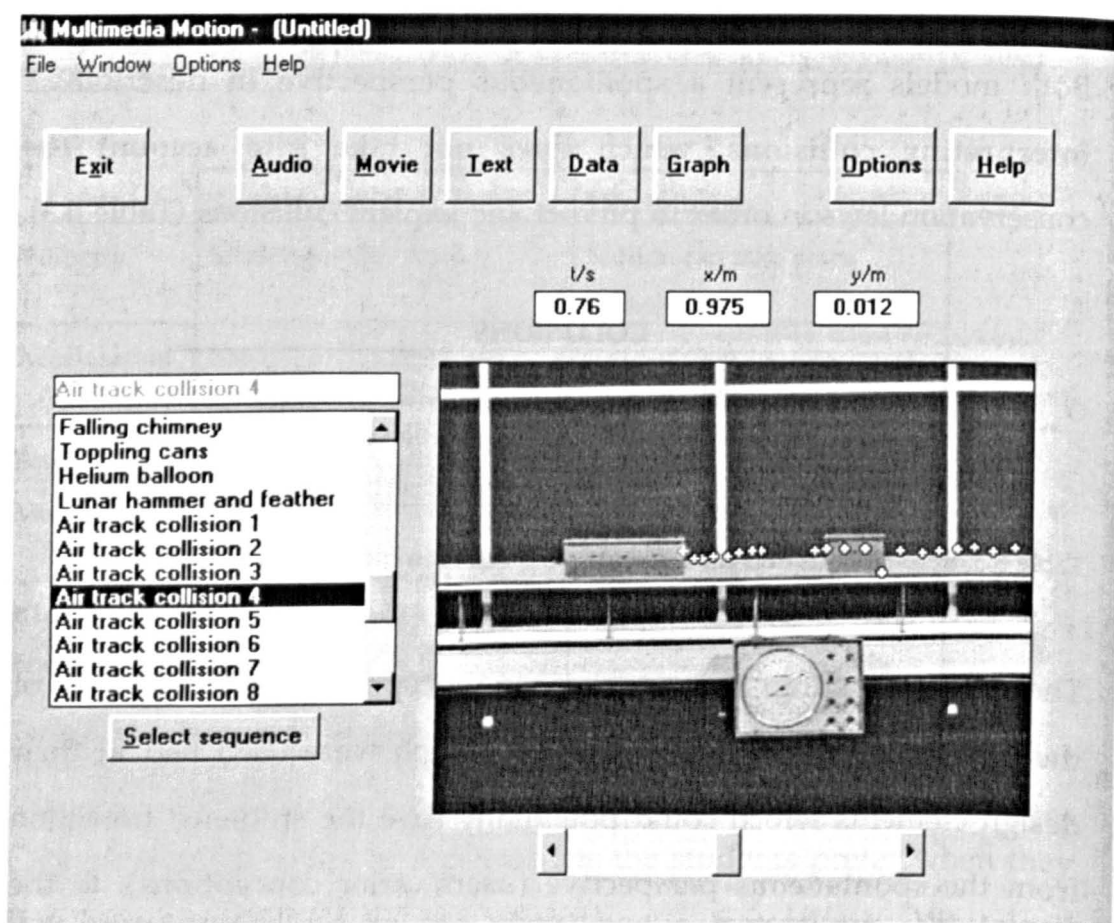 Multimedia Motion - (Untitled)
File Window Options Help
Exit Audio Movie Text Data Graph Options Help
t/s x/m y/m
0.76 0.975 0.012
Air track collision 4
Falling chimney
Toppling cans
Helium balloon
Lunar hammer and feather
Air track collision 1
Air track collision 2
Air track collision 3
Air track collision 4
Air track collision 5
Air track collision 6
Air track collision 7
Air track collision 8
Select sequence